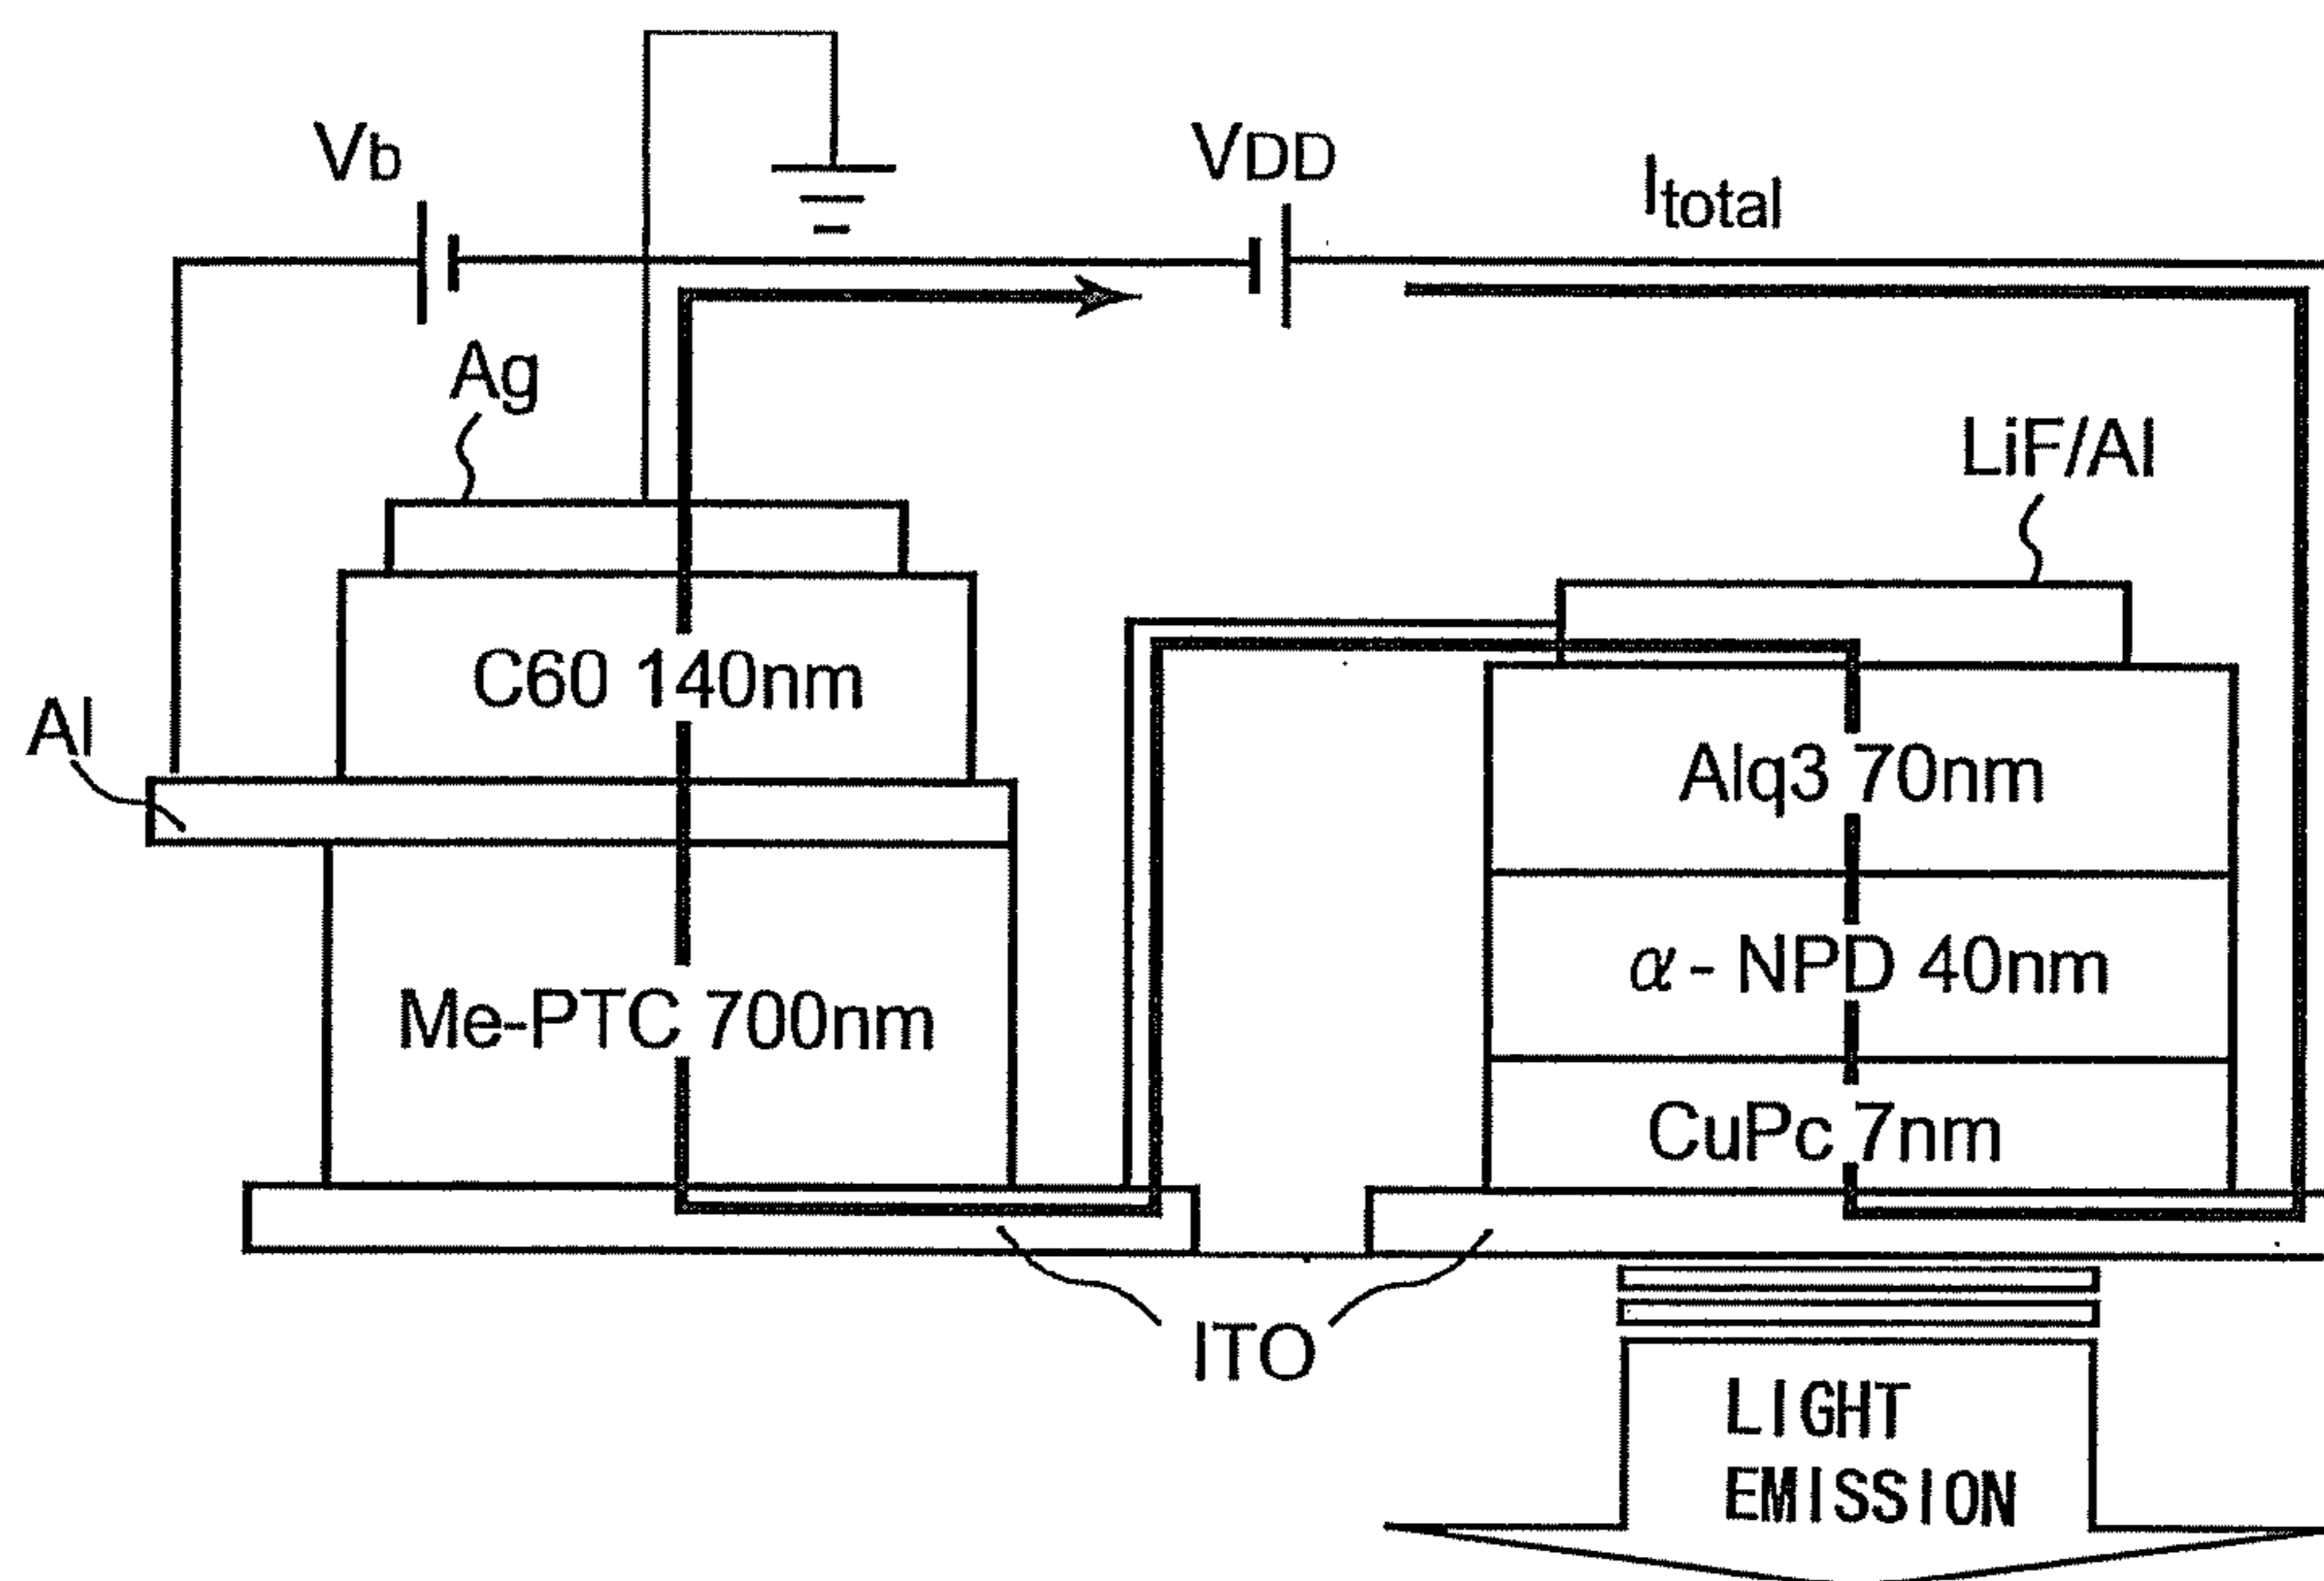 Vb
VDD
Itotal
Ag
LiF/Al
C60 140nm
Al
Alq3 70nm
α- NPD 40nm
Me-PTC 700nm
CuPc 7nm
ITO
LIGHT
EMISSION